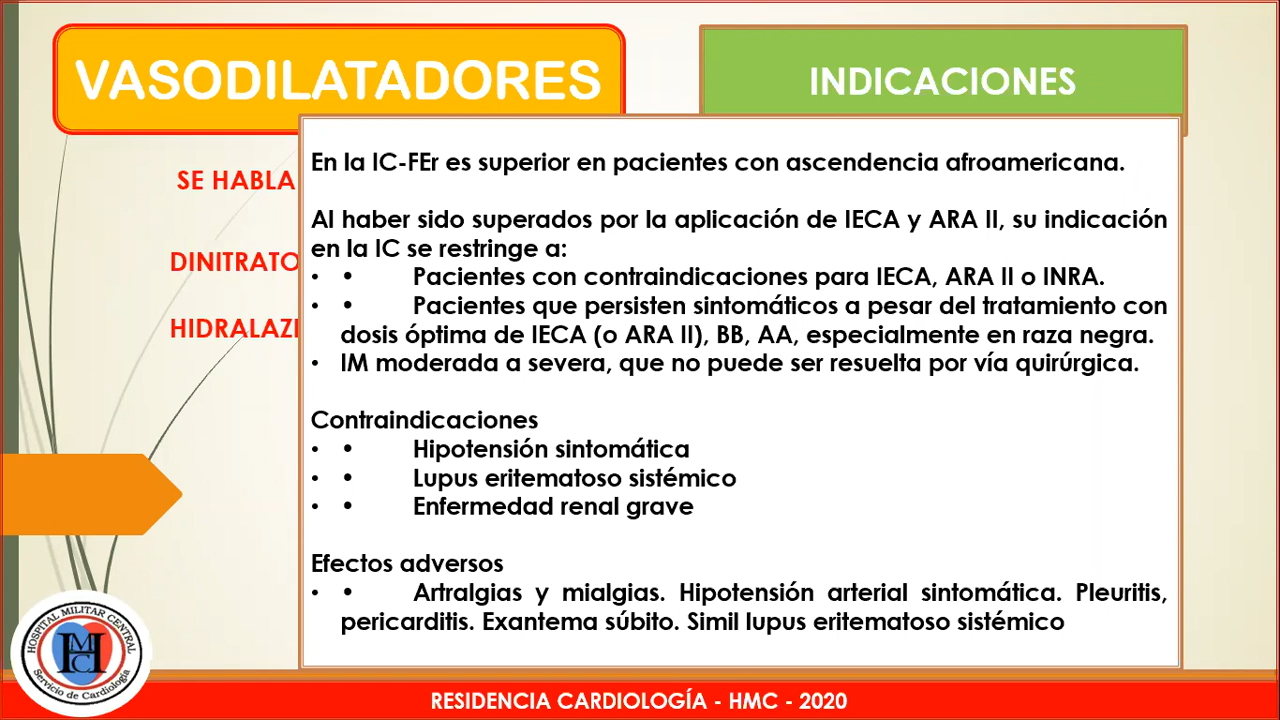 VASODILATADORES
INDICACIONES
SE HABLA
DINITRATO
HIDRALAZI
En la IC-FEr es superior en pacientes con ascendencia afroamericana.
Al haber sido superados por la aplicación de IECA y ARA II, su indicación
en la IC se restringe a:
• • Pacientes con contraindicaciones para IECA, ARA II o INRA.
• • Pacientes que persisten sintomáticos a pesar del tratamiento con
dosis óptima de IECA (o ARA II), BB, AA, especialmente en raza negra.
• IM moderada a severa, que no puede ser resuelta por vía quirúrgica.
Contraindicaciones
• • Hipotensión sintomática
• • Lupus eritematoso sistémico
• • Enfermedad renal grave
Efectos adversos
• • Artralgias y mialgias. Hipotensión arterial sintomática. Pleuritis,
pericarditis. Exantema súbito. Simil lupus eritematoso sistémico
HOSPITAL MILITAR CENTRAL
HMC
Servicio de Cardiología
RESIDENCIA CARDIOLOGÍA - HMC - 2020